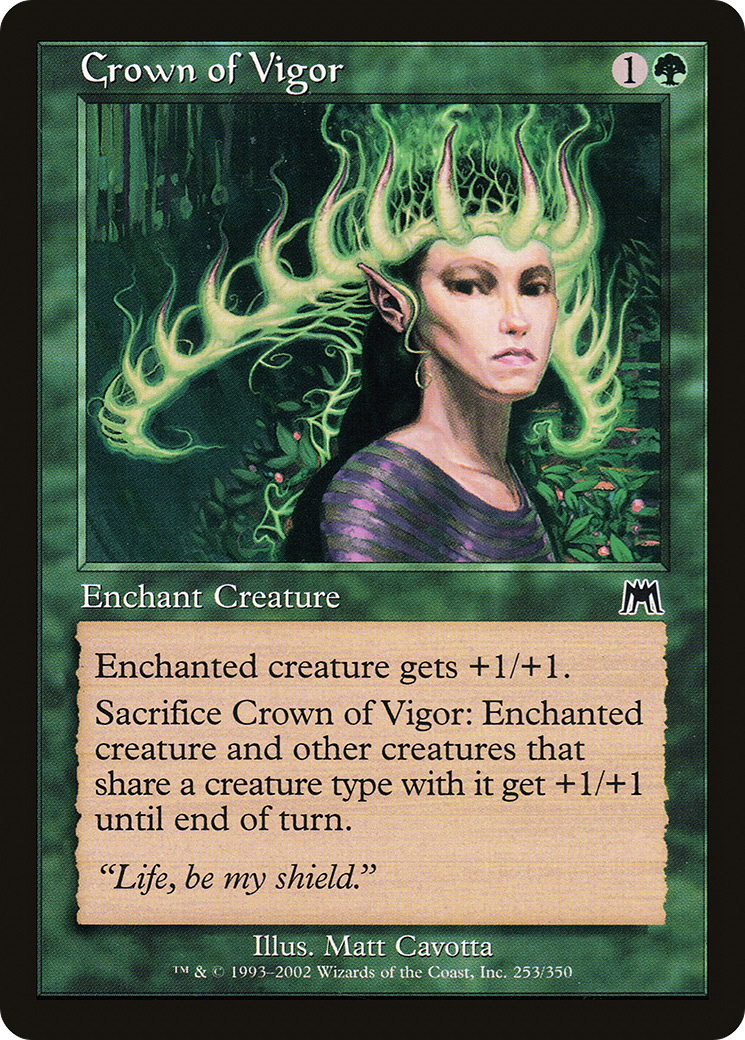 Crown of Vigor
1
Enchant Creature
Enchanted creature gets +1/+1.
Sacrifice Crown of Vigor: Enchanted
creature and other creatures that
share a creature type with it get +1/+1
until end of turn.
“Life, be my shield.”
Illus. Matt Cavotta
™ & © 1993–2002 Wizards of the Coast, Inc. 253/350